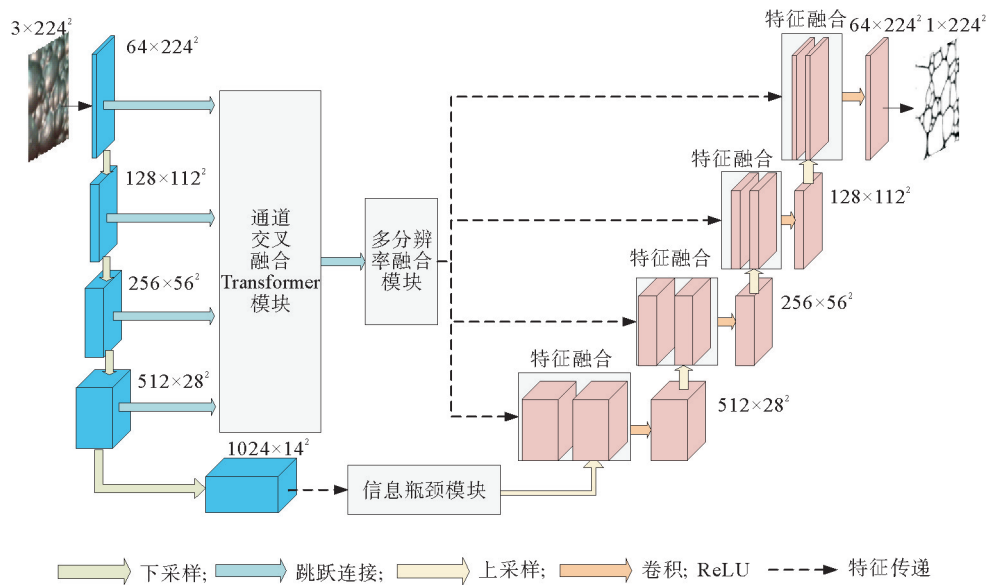 3×224²
64×224²
128×112²
256×56²
512×28²
1024×14²
通道
交叉
融合
Transformer
模块
多分辨
率融合
模块
信息瓶颈模块
特征融合
512×28²
特征融合
256×56²
特征融合
128×112²
特征融合
64×224²
1×224²
下采样;
跳跃连接;
上采样;
卷积; ReLU
特征传递